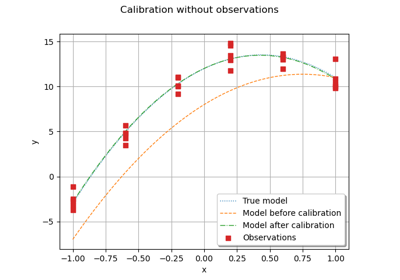 Calibration without observations
15
10
5
0
−5
y
−1.00 −0.75 −0.50 −0.25 0.00 0.25 0.50 0.75 1.00
x
True model
Model before calibration
Model after calibration
Observations